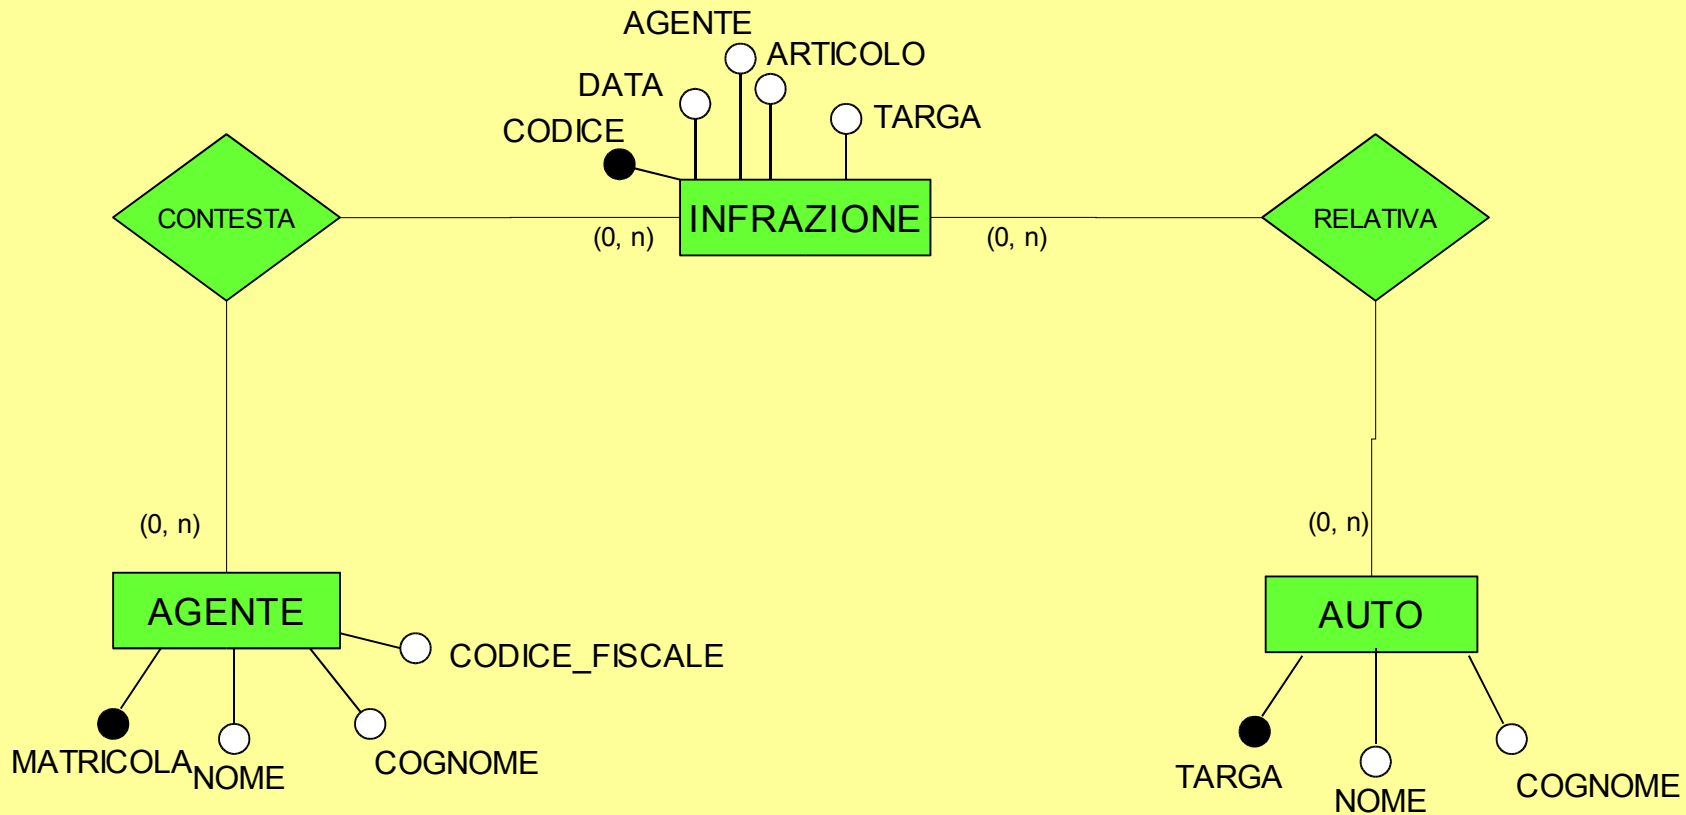 AGENTE
ARTICOLO
DATA
TARGA
CODICE
CONTESTA
INFRAZIONE
RELATIVA
(0, n)
(0, n)
(0, n)
(0, n)
AGENTE
AUTO
CODICE_FISCALE
MATRICOLA
NOME
COGNOME
TARGA
NOME
COGNOME